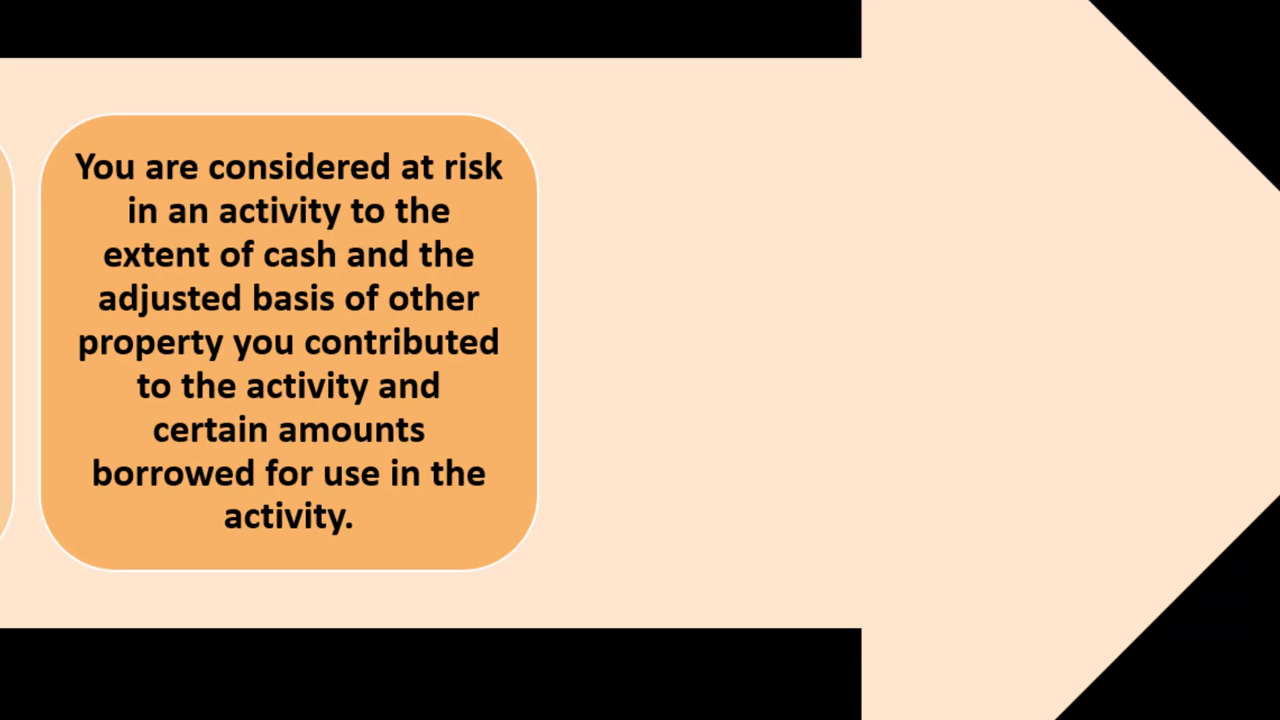 You are considered at risk
in an activity to the
extent of cash and the
adjusted basis of other
property you contributed
to the activity and
certain amounts
borrowed for use in the
activity.